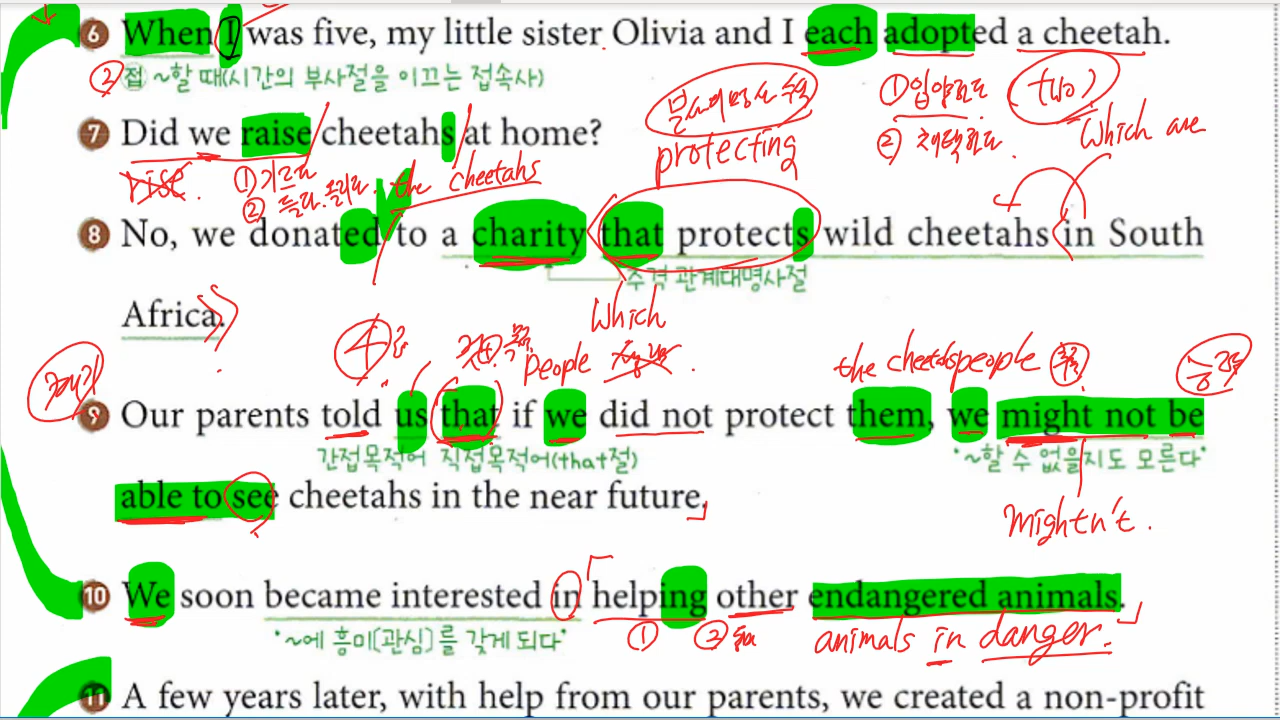 6 When I was five, my little sister Olivia and I each adopted a cheetah.
② 접 ~할 때(시간의 부사절을 이끄는 접속사)
① 입양하다 (two)
② 채택하다. Which are
protecting
7 Did we raise cheetahs at home?
rise. ① 기르다 the cheetahs
② 들다. 올리다.
8 No, we donated to a charity that protects wild cheetahs in South
주격 관계대명사절
Africa.
Which
people the cheetahs people
9 Our parents told us that if we did not protect them, we might not be
간접목적어 직접목적어(that절) '~할 수 없을지도 모른다'
able to see cheetahs in the near future.
mightn't.
10 We soon became interested in helping other endangered animals.
'~에 흥미[관심]를 갖게 되다' ① ② animals in danger.
11 A few years later, with help from our parents, we created a non-profit